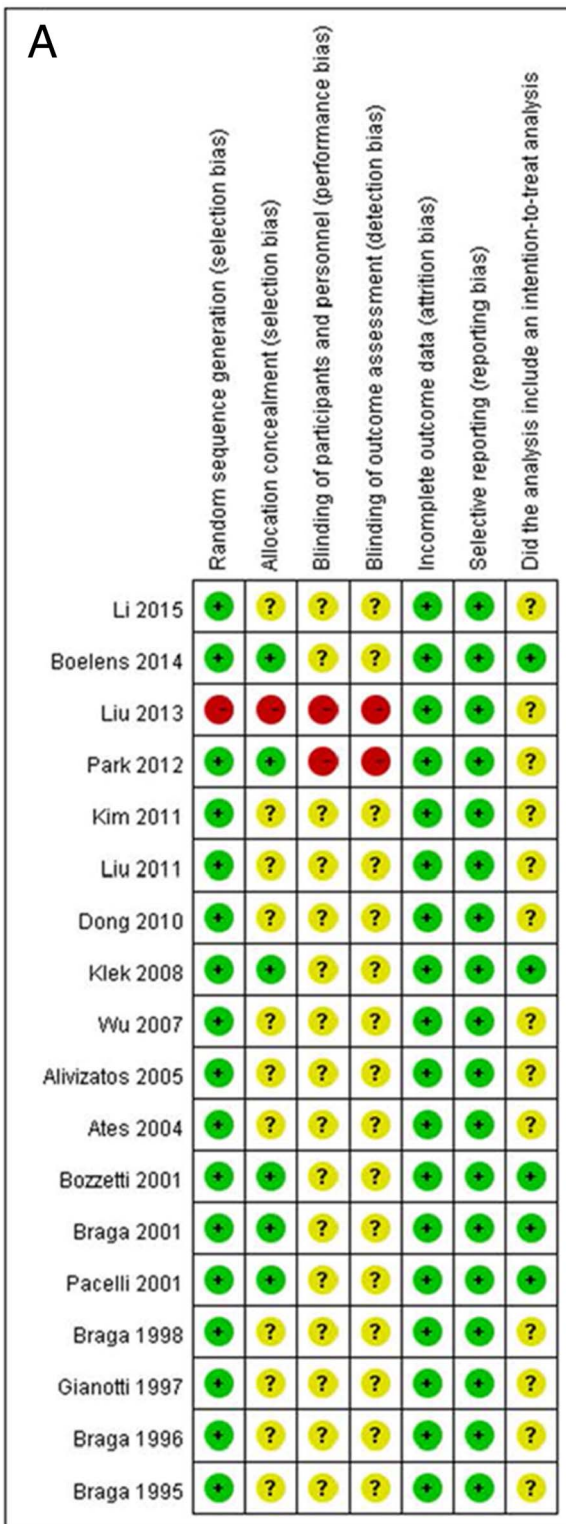 A
Random sequence generation (selection bias)
Allocation concealment (selection bias)
Blinding of participants and personnel (performance bias)
Blinding of outcome assessment (detection bias)
Incomplete outcome data (attrition bias)
Selective reporting (reporting bias)
Did the analysis include an intention-to-treat analysis
Li 2015 + ? ? ? + + ?
Boelens 2014 + + ? ? + + +
Liu 2013 - - - - + + ?
Park 2012 + + - - + + ?
Kim 2011 + ? ? ? + + ?
Liu 2011 + ? ? ? + + ?
Dong 2010 + ? ? ? + + ?
Klek 2008 + + ? ? + + +
Wu 2007 + ? ? ? + + ?
Alivizatos 2005 + ? ? ? + + ?
Ates 2004 + ? ? ? + + ?
Bozzetti 2001 + + ? ? + + +
Braga 2001 + + ? ? + + +
Pacelli 2001 + + ? ? + + +
Braga 1998 + ? ? ? + + ?
Gianotti 1997 + ? ? ? + + ?
Braga 1996 + ? ? ? + + ?
Braga 1995 + ? ? ? + + ?